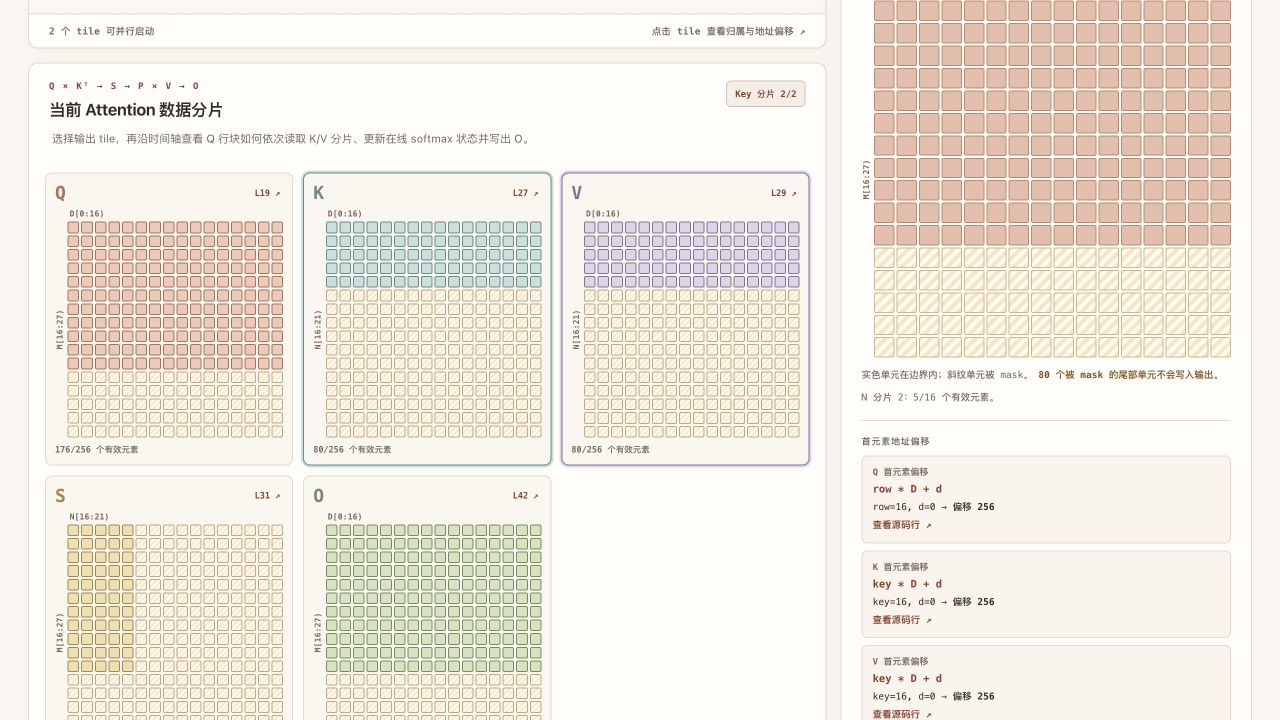 2 个 tile 可并行启动
点击 tile 查看归属与地址偏移 ↗
Q × Kᵀ → S → P × V → O
当前 Attention 数据分片
Key 分片 2/2
选择输出 tile，再沿时间轴查看 Q 行块如何依次读取 K/V 分片、更新在线 softmax 状态并写出 O。
Q
L19 ↗
D[0:16)
M[16:27)
176/256 个有效元素
K
L27 ↗
D[0:16)
N[16:21)
80/256 个有效元素
V
L29 ↗
D[0:16)
N[16:21)
80/256 个有效元素
S
L31 ↗
N[16:21)
M[16:27)
O
L42 ↗
D[0:16)
M[16:27)
M[16:27)
实色单元在边界内；斜纹单元被 mask。 80 个被 mask 的尾部单元不会写入输出。
N 分片 2：5/16 个有效元素。
首元素地址偏移
Q 首元素偏移
row * D + d
row=16, d=0 → 偏移 256
查看源码行 ↗
K 首元素偏移
key * D + d
key=16, d=0 → 偏移 256
查看源码行 ↗
V 首元素偏移
key * D + d
key=16, d=0 → 偏移 256
查看源码行 ↗